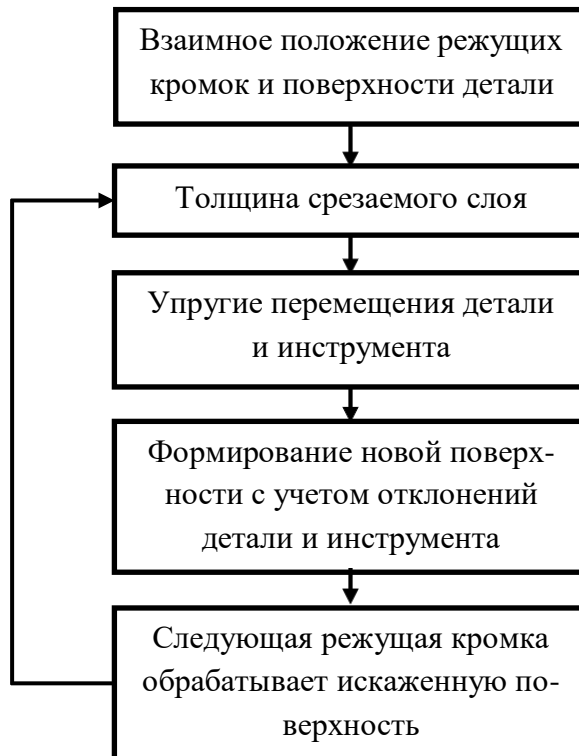 Взаимное положение режущих
кромок и поверхности детали
Толщина срезаемого слоя
Упругие перемещения детали
и инструмента
Формирование новой поверх-
ности с учетом отклонений
детали и инструмента
Следующая режущая кромка
обрабатывает искаженную по-
верхность